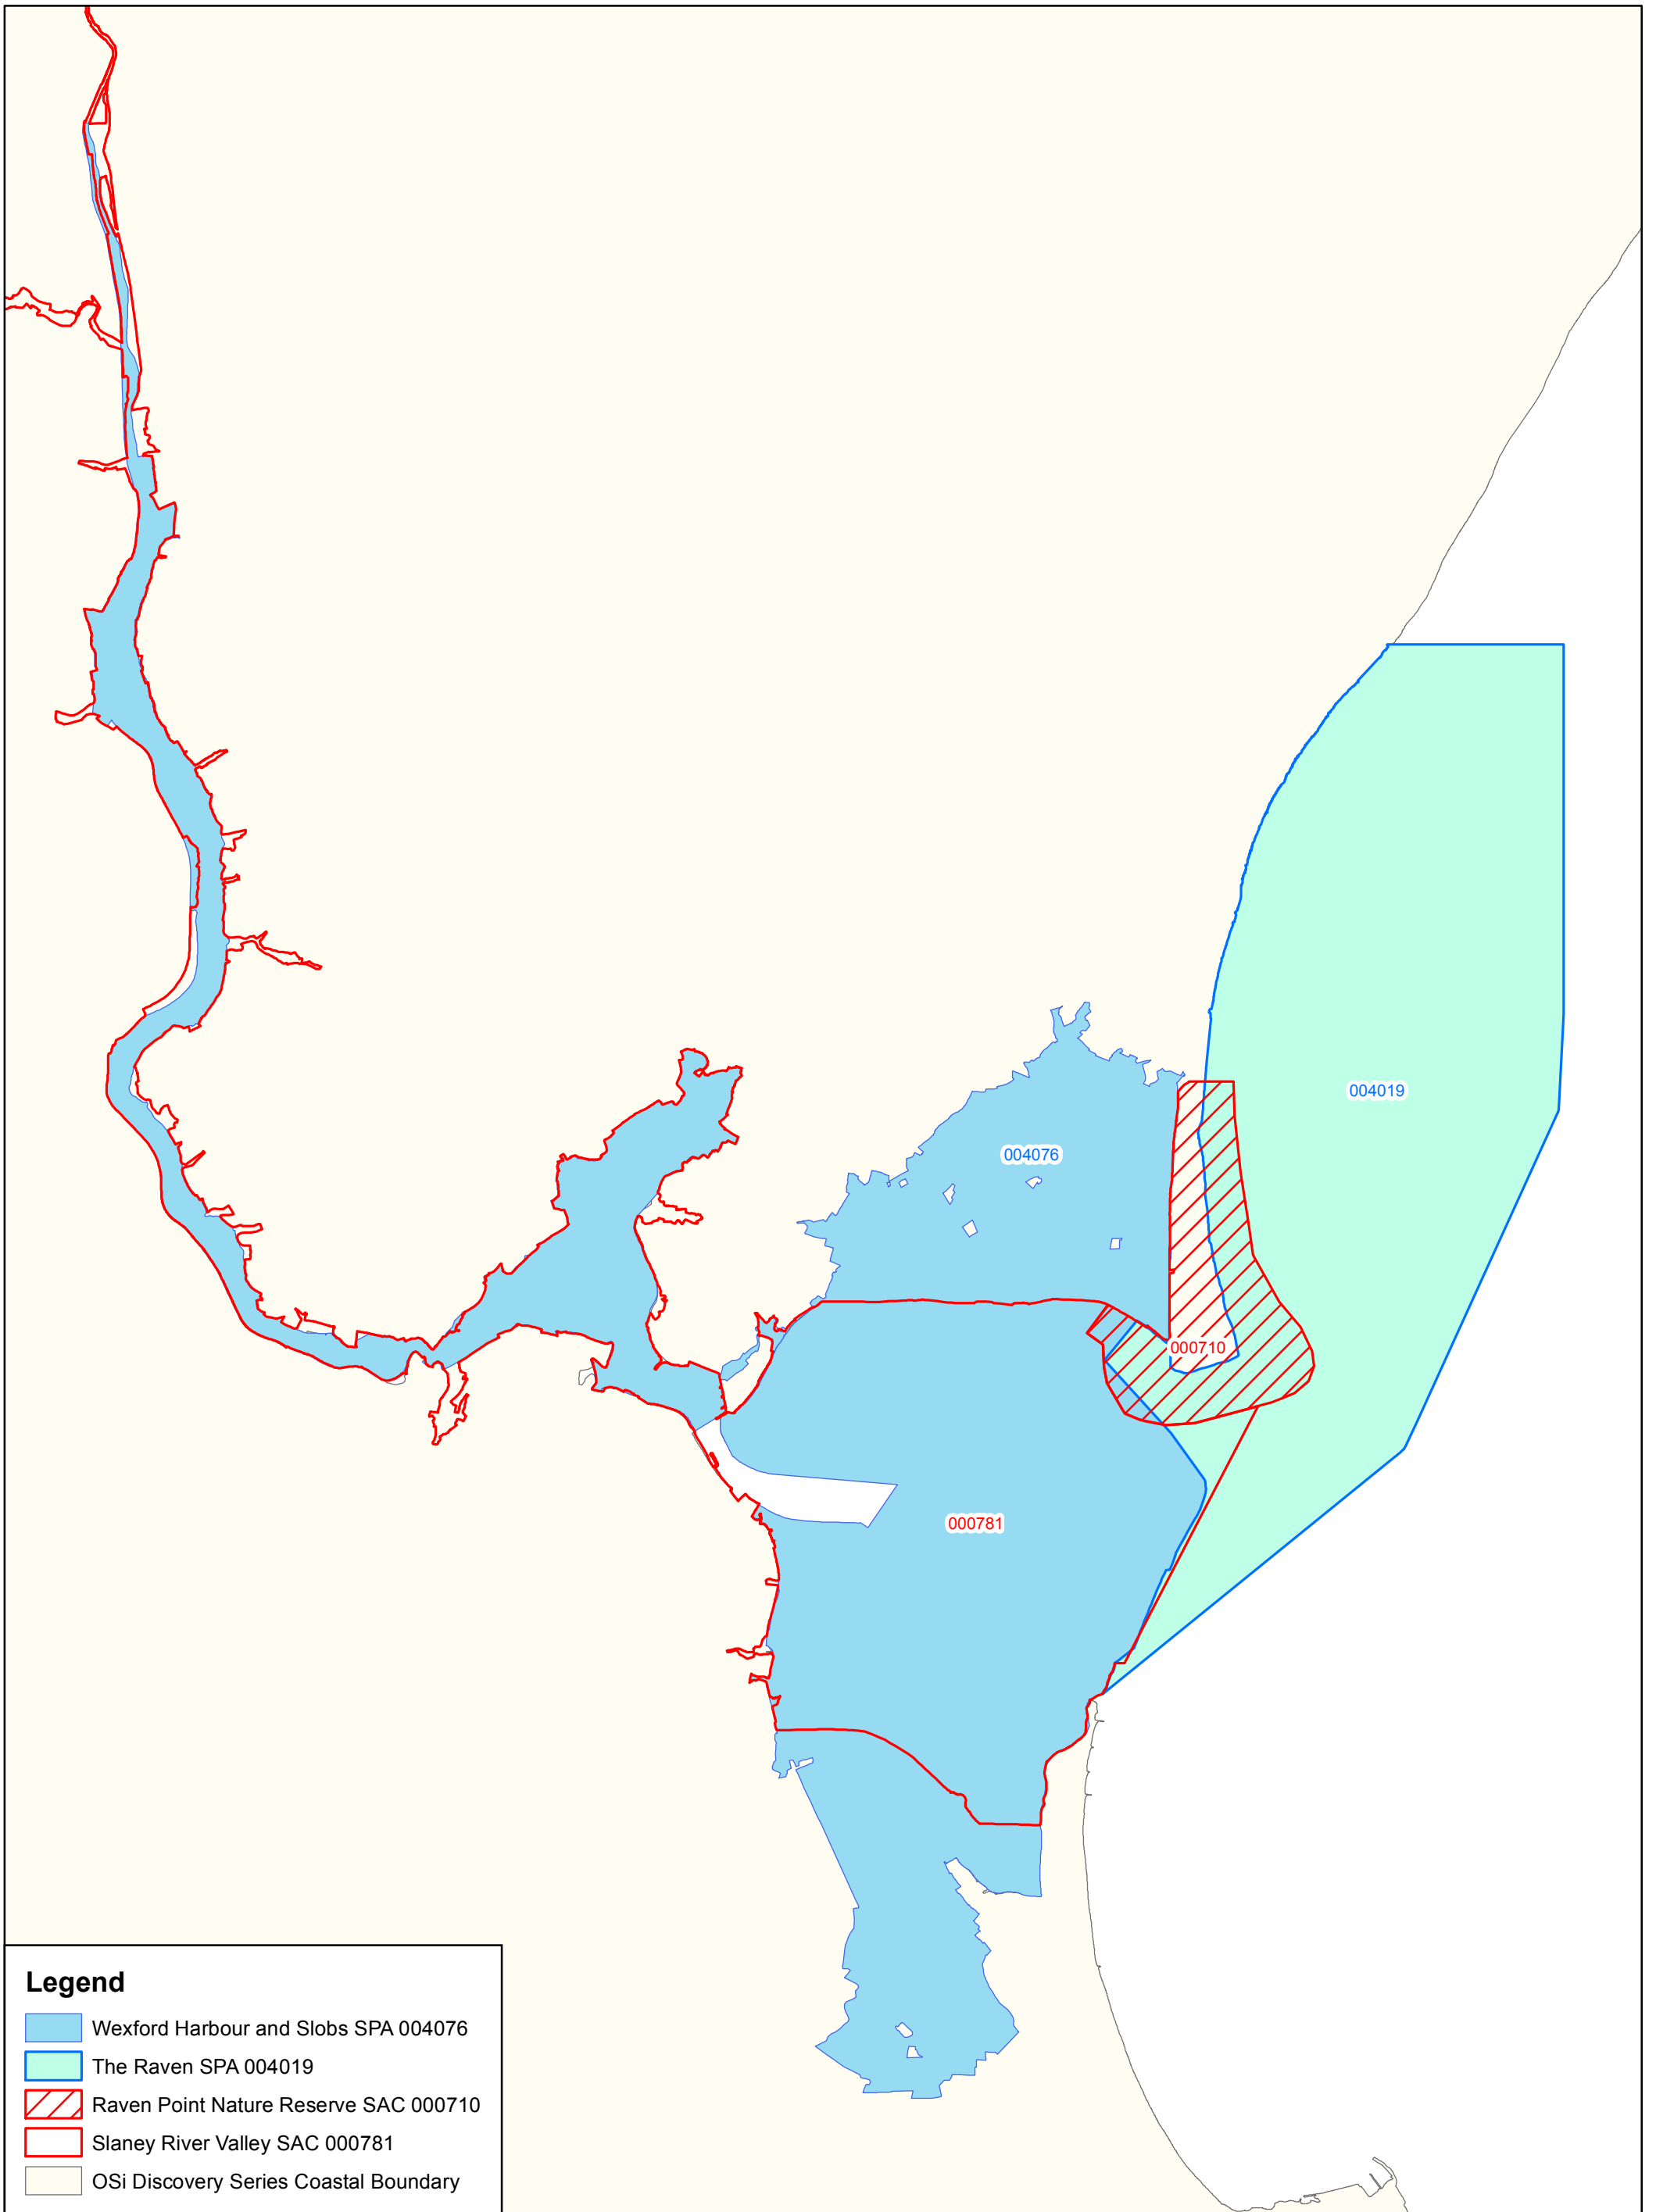 004019
004076
000710
000781
Legend
Wexford Harbour and Slobs SPA 004076
The Raven SPA 004019
Raven Point Nature Reserve SAC 000710
Slaney River Valley SAC 000781
OSi Discovery Series Coastal Boundary